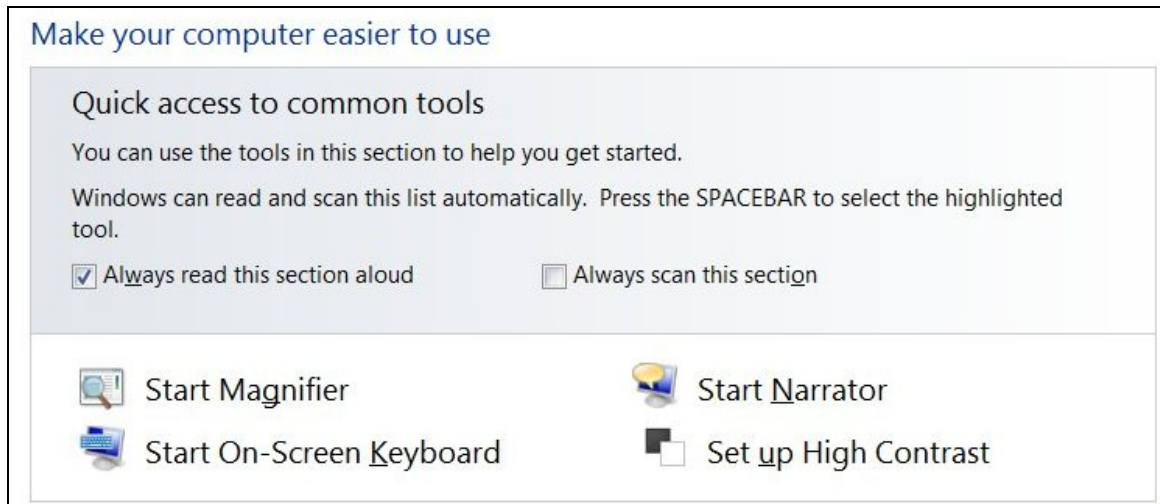 Make your computer easier to use
Quick access to common tools
You can use the tools in this section to help you get started.
Windows can read and scan this list automatically.  Press the SPACEBAR to select the highlighted
tool.
Always read this section aloud
Always scan this section
Start Magnifier
Start Narrator
Start On-Screen Keyboard
Set up High Contrast